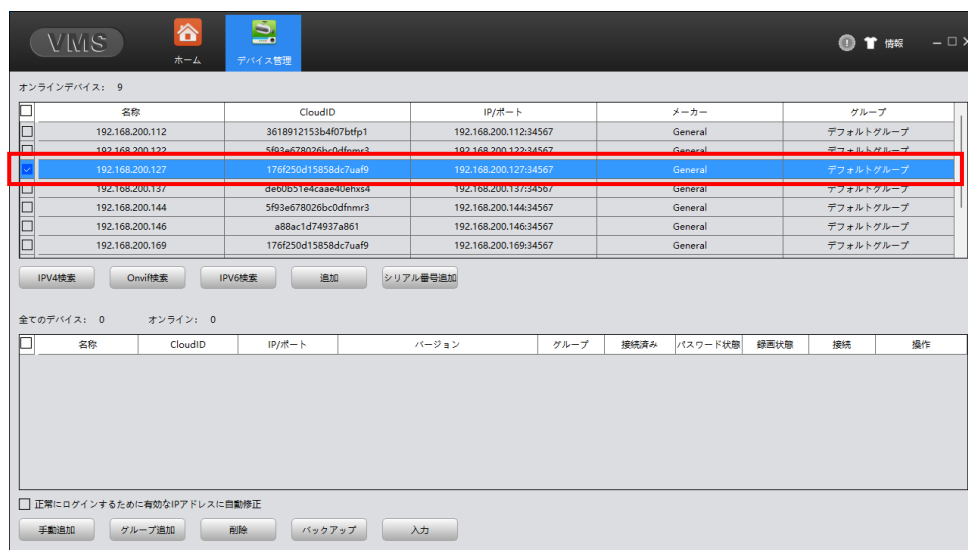 VMS ホーム デバイス管理 情報
オンラインデバイス: 9
名称 CloudID IP/ポート メーカー グループ
192.168.200.112 3618912153b4f07btfp1 192.168.200.112:34567 General デフォルトグループ
192.168.200.122 5f93e678026bc0dfnmr3 192.168.200.122:34567 General デフォルトグループ
192.168.200.127 176f250d15858dc7uaf9 192.168.200.127:34567 General デフォルトグループ
192.168.200.137 de60b51e4caae40ehxs4 192.168.200.137:34567 General デフォルトグループ
192.168.200.144 5f93e678026bc0dfnmr3 192.168.200.144:34567 General デフォルトグループ
192.168.200.146 a88ac1d74937a861 192.168.200.146:34567 General デフォルトグループ
192.168.200.169 176f250d15858dc7uaf9 192.168.200.169:34567 General デフォルトグループ
IPV4検索 Onvif検索 IPV6検索 追加 シリアル番号追加
全てのデバイス: 0 オンライン: 0
名称 CloudID IP/ポート バージョン グループ 接続済み パスワード状態 録画状態 接続 操作
正常にログインするために有効なIPアドレスに自動修正
手動追加 グループ追加 削除 バックアップ 入力